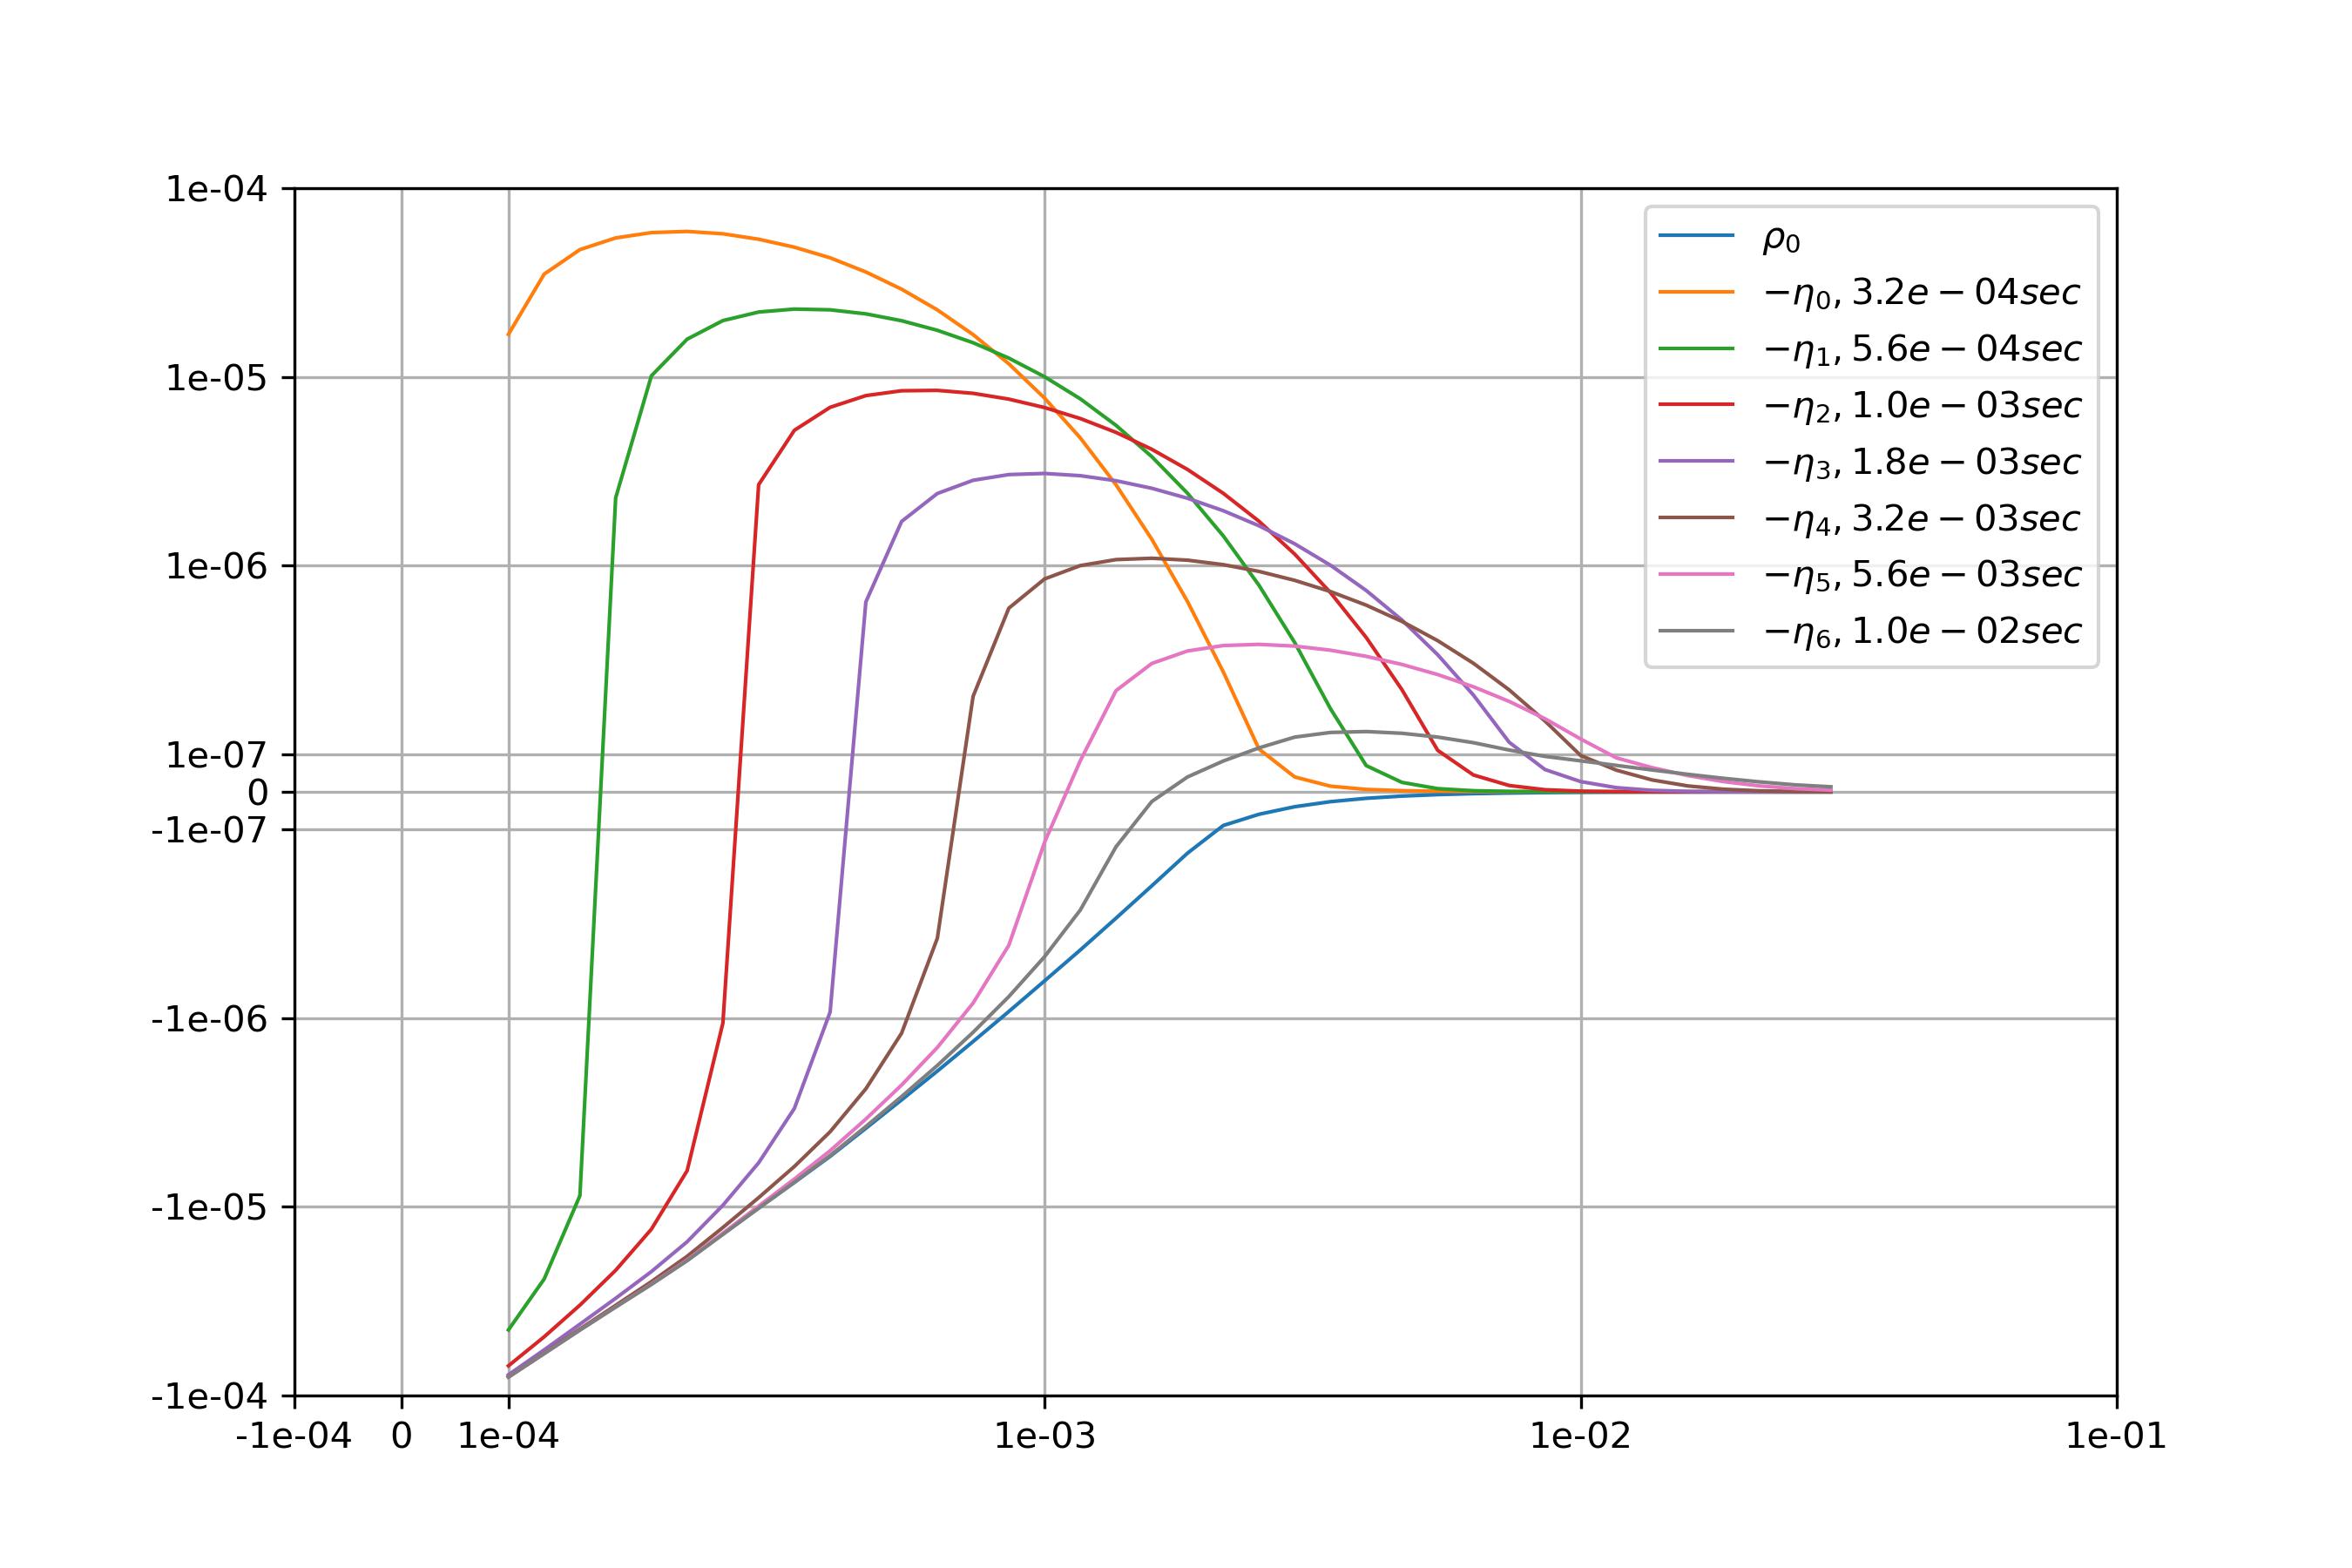 1e-04
1e-05
1e-06
1e-07
0
-1e-07
-1e-06
-1e-05
-1e-04
-1e-04
0
1e-04
1e-03
1e-02
1e-01
ρ₀
−η₀, 3.2e − 04sec
−η₁, 5.6e − 04sec
−η₂, 1.0e − 03sec
−η₃, 1.8e − 03sec
−η₄, 3.2e − 03sec
−η₅, 5.6e − 03sec
−η₆, 1.0e − 02sec